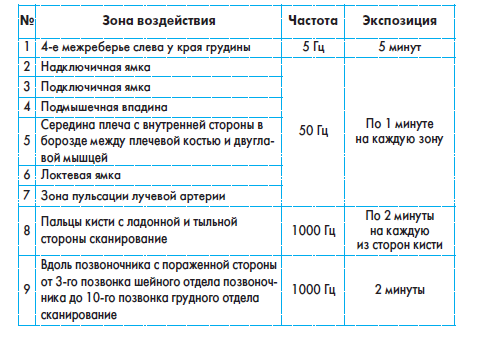 № Зона воздействия Частота Экспозиция
1 4-е межреберье слева у края грудины 5 Гц 5 минут
2 Надключичная ямка
3 Подключичная ямка
4 Подмышечная впадина
5 Середина плеча с внутренней стороны в
борозде между плечевой костью и двугла-
вой мышцей
50 Гц
По 1 минуте
на каждую зону
6 Локтевая ямка
7 Зона пульсации лучевой артерии
8 Пальцы кисти с ладонной и тыльной
стороны сканирование
1000 Гц
По 2 минуты
на каждую
из сторон кисти
9 Вдоль позвоночника с пораженной стороны
от 3-го позвонка шейного отдела позвоноч-
ника до 10-го позвонка грудного отдела
сканирование
1000 Гц
2 минуты